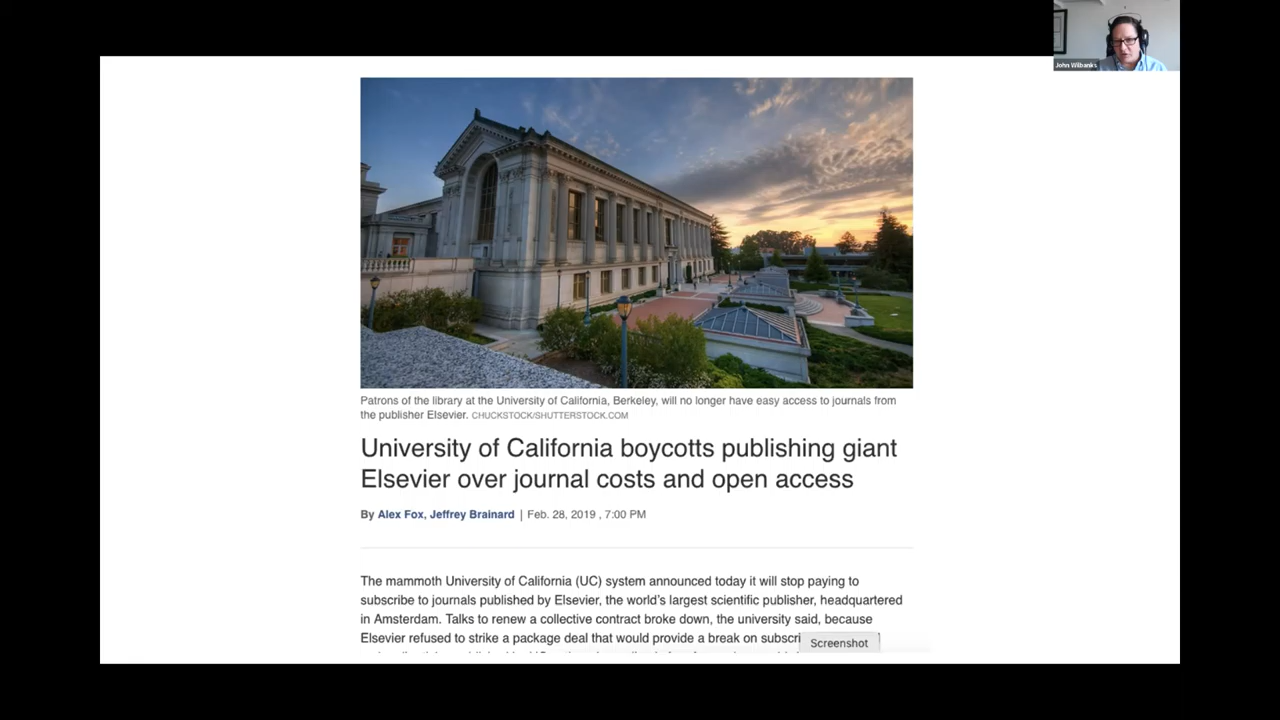 John Wilbanks
Patrons of the library at the University of California, Berkeley, will no longer have easy access to journals from
the publisher Elsevier. CHUCKSTOCK/SHUTTERSTOCK.COM
University of California boycotts publishing giant
Elsevier over journal costs and open access
By Alex Fox, Jeffrey Brainard | Feb. 28, 2019 , 7:00 PM
The mammoth University of California (UC) system announced today it will stop paying to
subscribe to journals published by Elsevier, the world's largest scientific publisher, headquartered
in Amsterdam. Talks to renew a collective contract broke down, the university said, because
Elsevier refused to strike a package deal that would provide a break on subscri
Screenshot